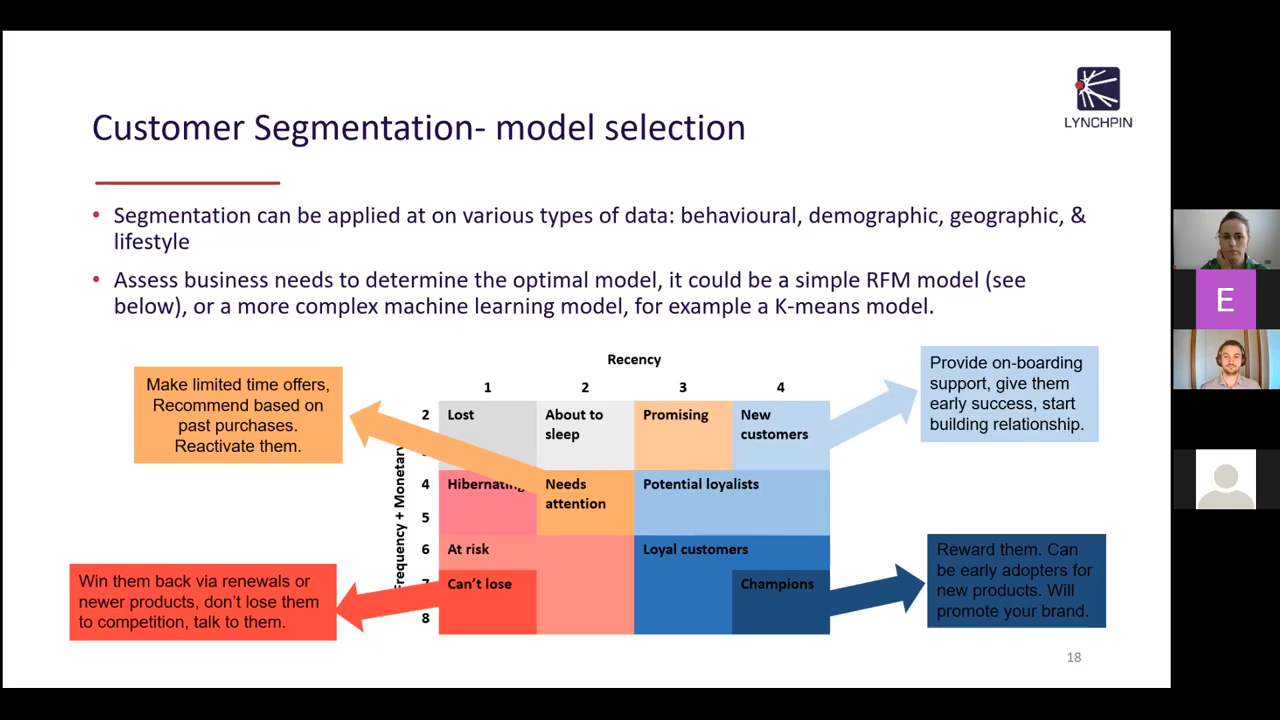 LYNCHPIN
Customer Segmentation- model selection
• Segmentation can be applied at on various types of data: behavioural, demographic, geographic, &
lifestyle
• Assess business needs to determine the optimal model, it could be a simple RFM model (see
below), or a more complex machine learning model, for example a K-means model.
Recency
1 2 3 4
Make limited time offers,
Recommend based on
past purchases.
Reactivate them.
Provide on-boarding
support, give them
early success, start
building relationship.
Frequency + Monetary
2 Lost About to Promising New
sleep customers
4 Hibernating Needs Potential loyalists
5 attention
6 At risk Loyal customers
Can't lose Champions
8
Win them back via renewals or
newer products, don't lose them
to competition, talk to them.
Reward them. Can
be early adopters for
new products. Will
promote your brand.
18
E